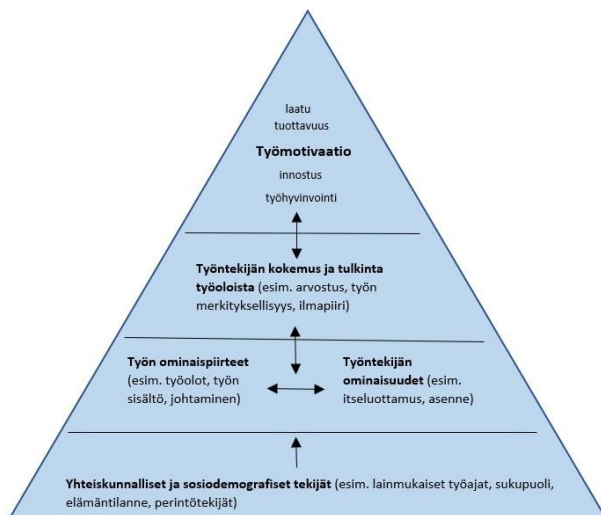 laatu
tuottavuus
Työmotivaatio
innostus
työhyvinvointi
Työntekijän kokemus ja tulkinta
työoloista (esim. arvostus, työn
merkityksellisyys, ilmapiiri)
Työn ominaispiirteet
(esim. työolot, työn
sisältö, johtaminen)
Työntekijän
ominaisuudet (esim.
itseluottamus, asenne)
Yhteiskunnalliset ja sosiodemografiset tekijät (esim. lainmukaiset työajat, sukupuoli,
elämäntilanne, perintötekijät)